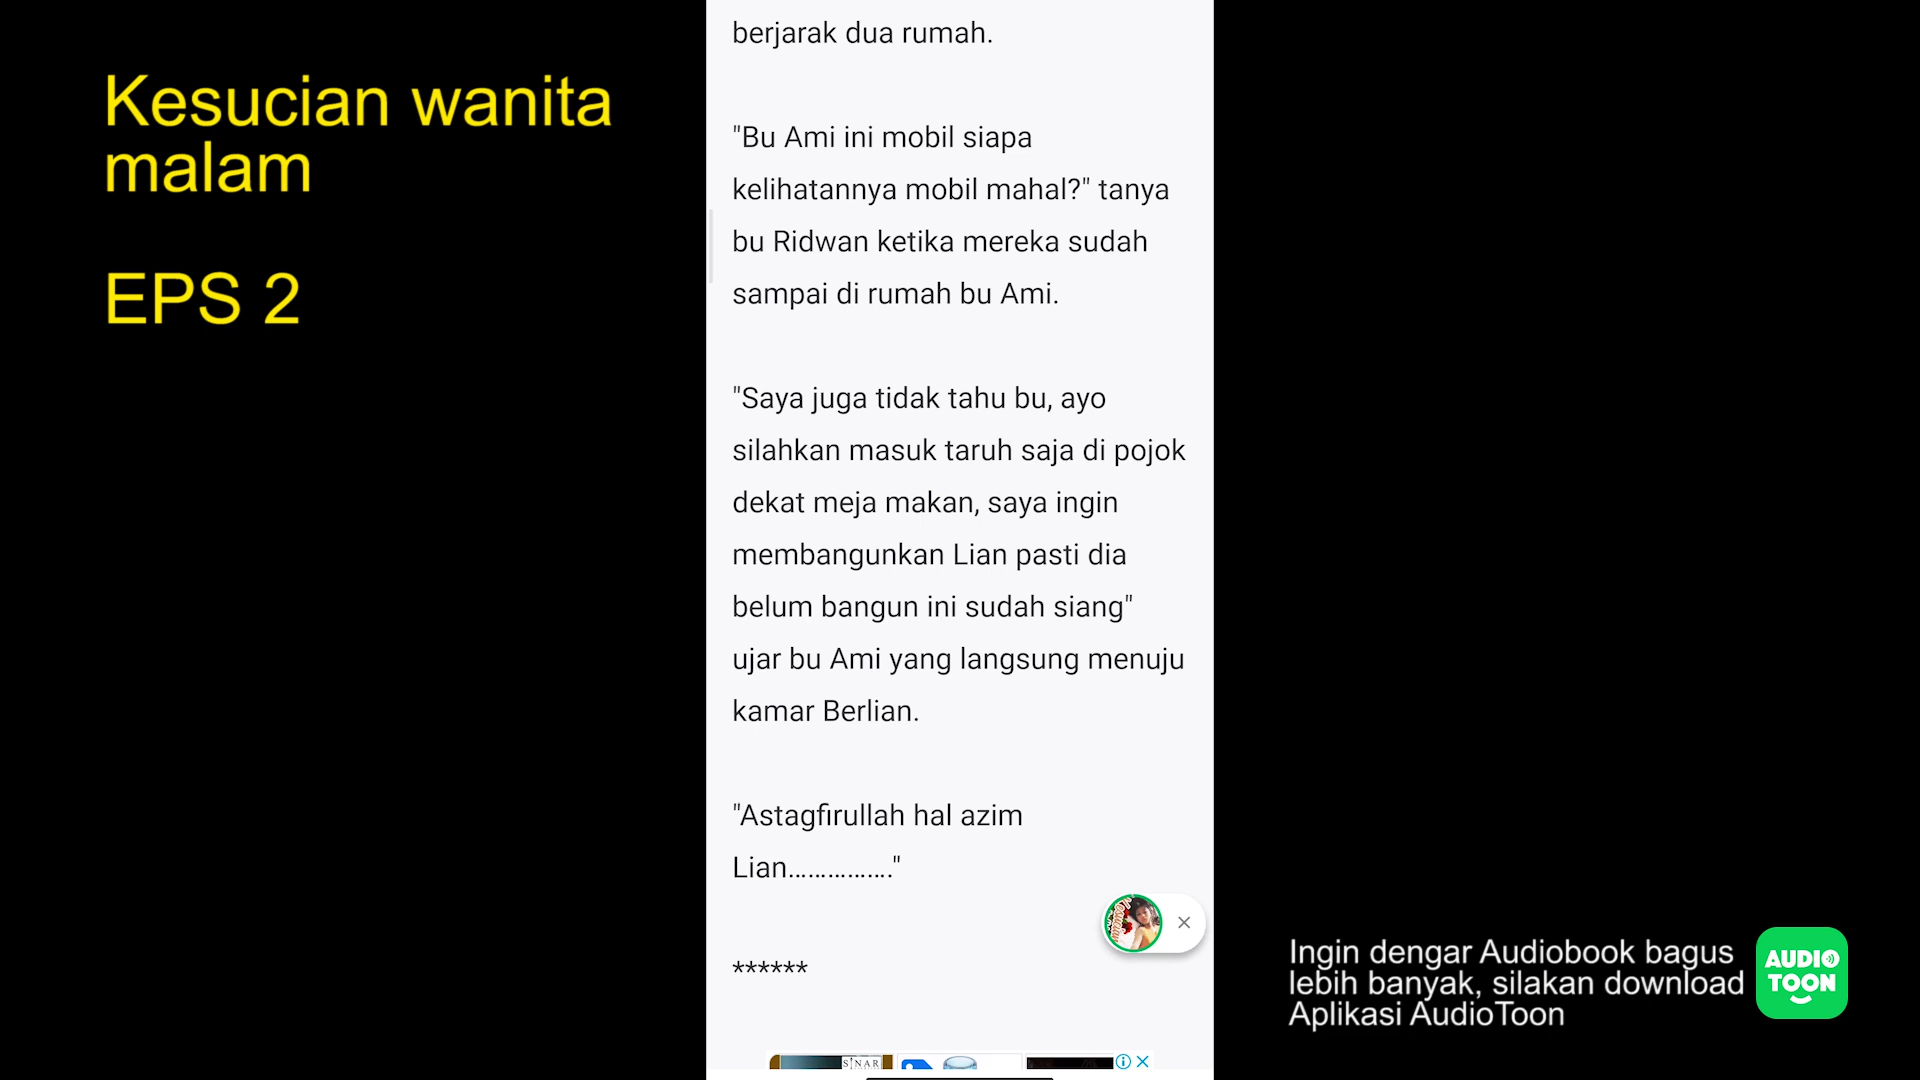 Kesucian wanita
malam
EPS 2
berjarak dua rumah.
"Bu Ami ini mobil siapa
kelihatannya mobil mahal?" tanya
bu Ridwan ketika mereka sudah
sampai di rumah bu Ami.
"Saya juga tidak tahu bu, ayo
silahkan masuk taruh saja di pojok
dekat meja makan, saya ingin
membangunkan Lian pasti dia
belum bangun ini sudah siang"
ujar bu Ami yang langsung menuju
kamar Berlian.
"Astagfirullah hal azim
Lian................"
******
SINAR
Ingin dengar Audiobook bagus
lebih banyak, silakan download
Aplikasi AudioToon
AUDIO
TOON